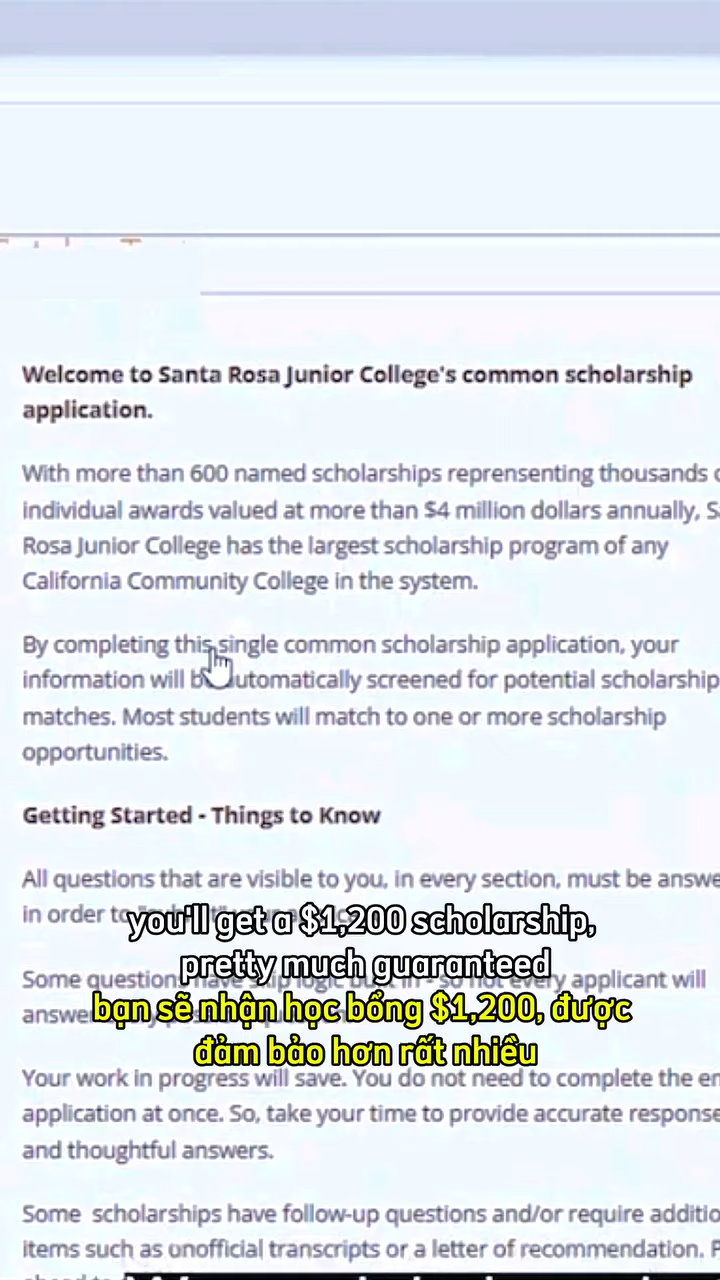 Welcome to Santa Rosa Junior College's common scholarship
application.
With more than 600 named scholarships reprensenting thousands
individual awards valued at more than $4 million dollars annually,
Rosa Junior College has the largest scholarship program of any
California Community College in the system.
By completing this single common scholarship application, your
information will be automatically screened for potential scholarship
matches. Most students will match to one or more scholarship
opportunities.
Getting Started - Things to Know
All questions that are visible to you, in every section, must be
in order to
you'll get a $1,200 scholarship,
pretty much guaranteed
Some questions have skip logic every applicant will
bạn sẽ nhận học bổng $1,200, được
đảm bảo hơn rất nhiều
Your work in progress will save. You do not need to complete the
application at once. So, take your time to provide accurate response
and thoughtful answers.
Some scholarships have follow-up questions and/or require
items such as unofficial transcripts or a letter of recommendation.